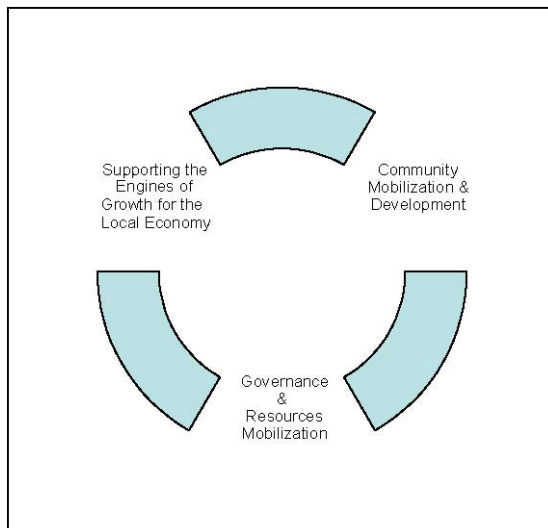 Supporting the
Engines of
Growth for the
Local Economy
Community
Mobilization &
Development
Governance
&
Resources
Mobilization